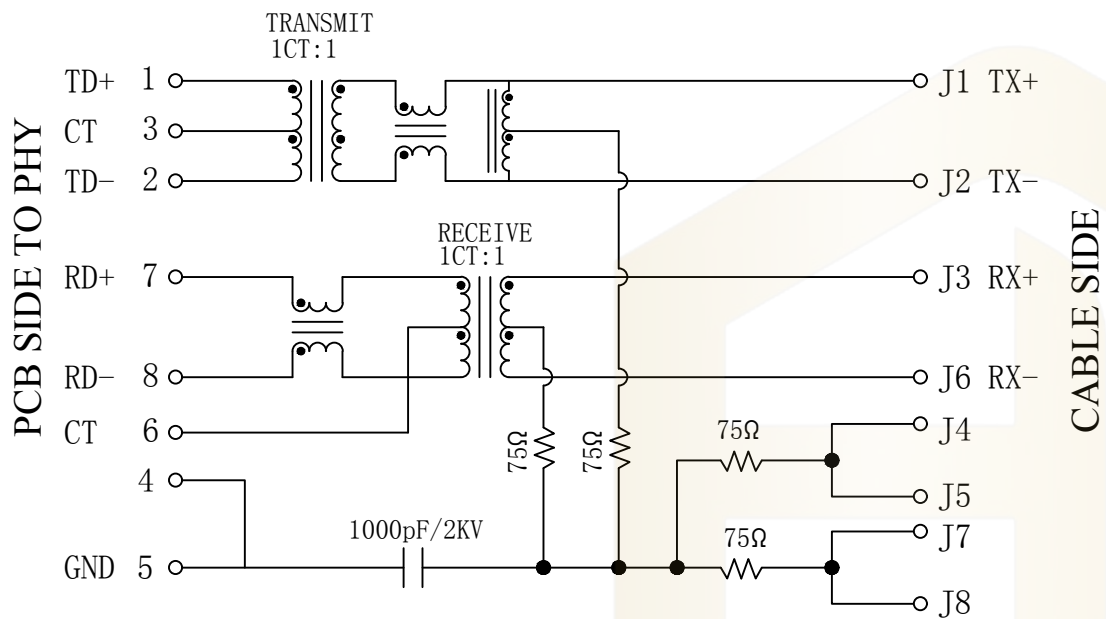 TRANSMIT
1CT:1
TD+ 1
CT 3
TD- 2
J1 TX+
J2 TX-
RECEIVE
1CT:1
RD+ 7
RD- 8
CT 6
4
GND 5
J3 RX+
J6 RX-
J4
J5
J7
J8
75Ω
75Ω
75Ω
75Ω
1000pF/2KV
PCB SIDE TO PHY
CABLE SIDE